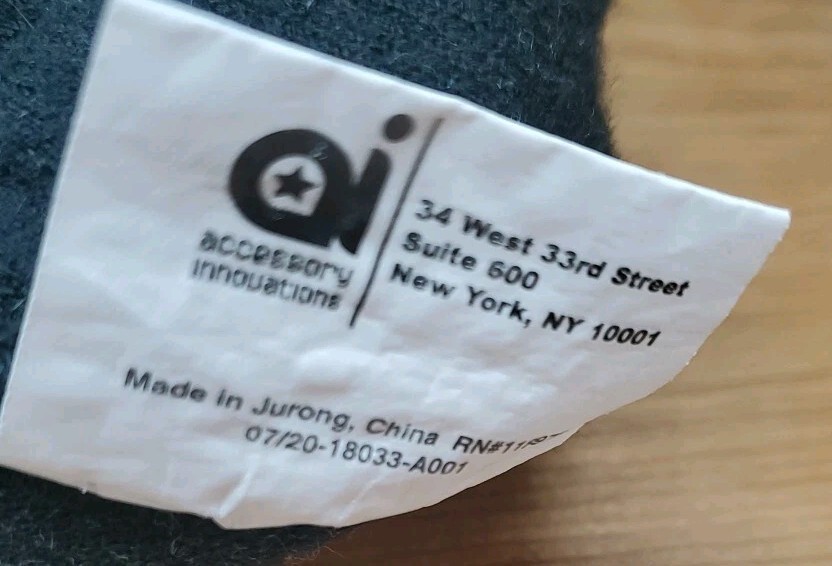 ai
accessory
innovations
34 West 33rd Street
Suite 600
New York, NY 10001
Made in Jurong, China
07/20-18033-A001